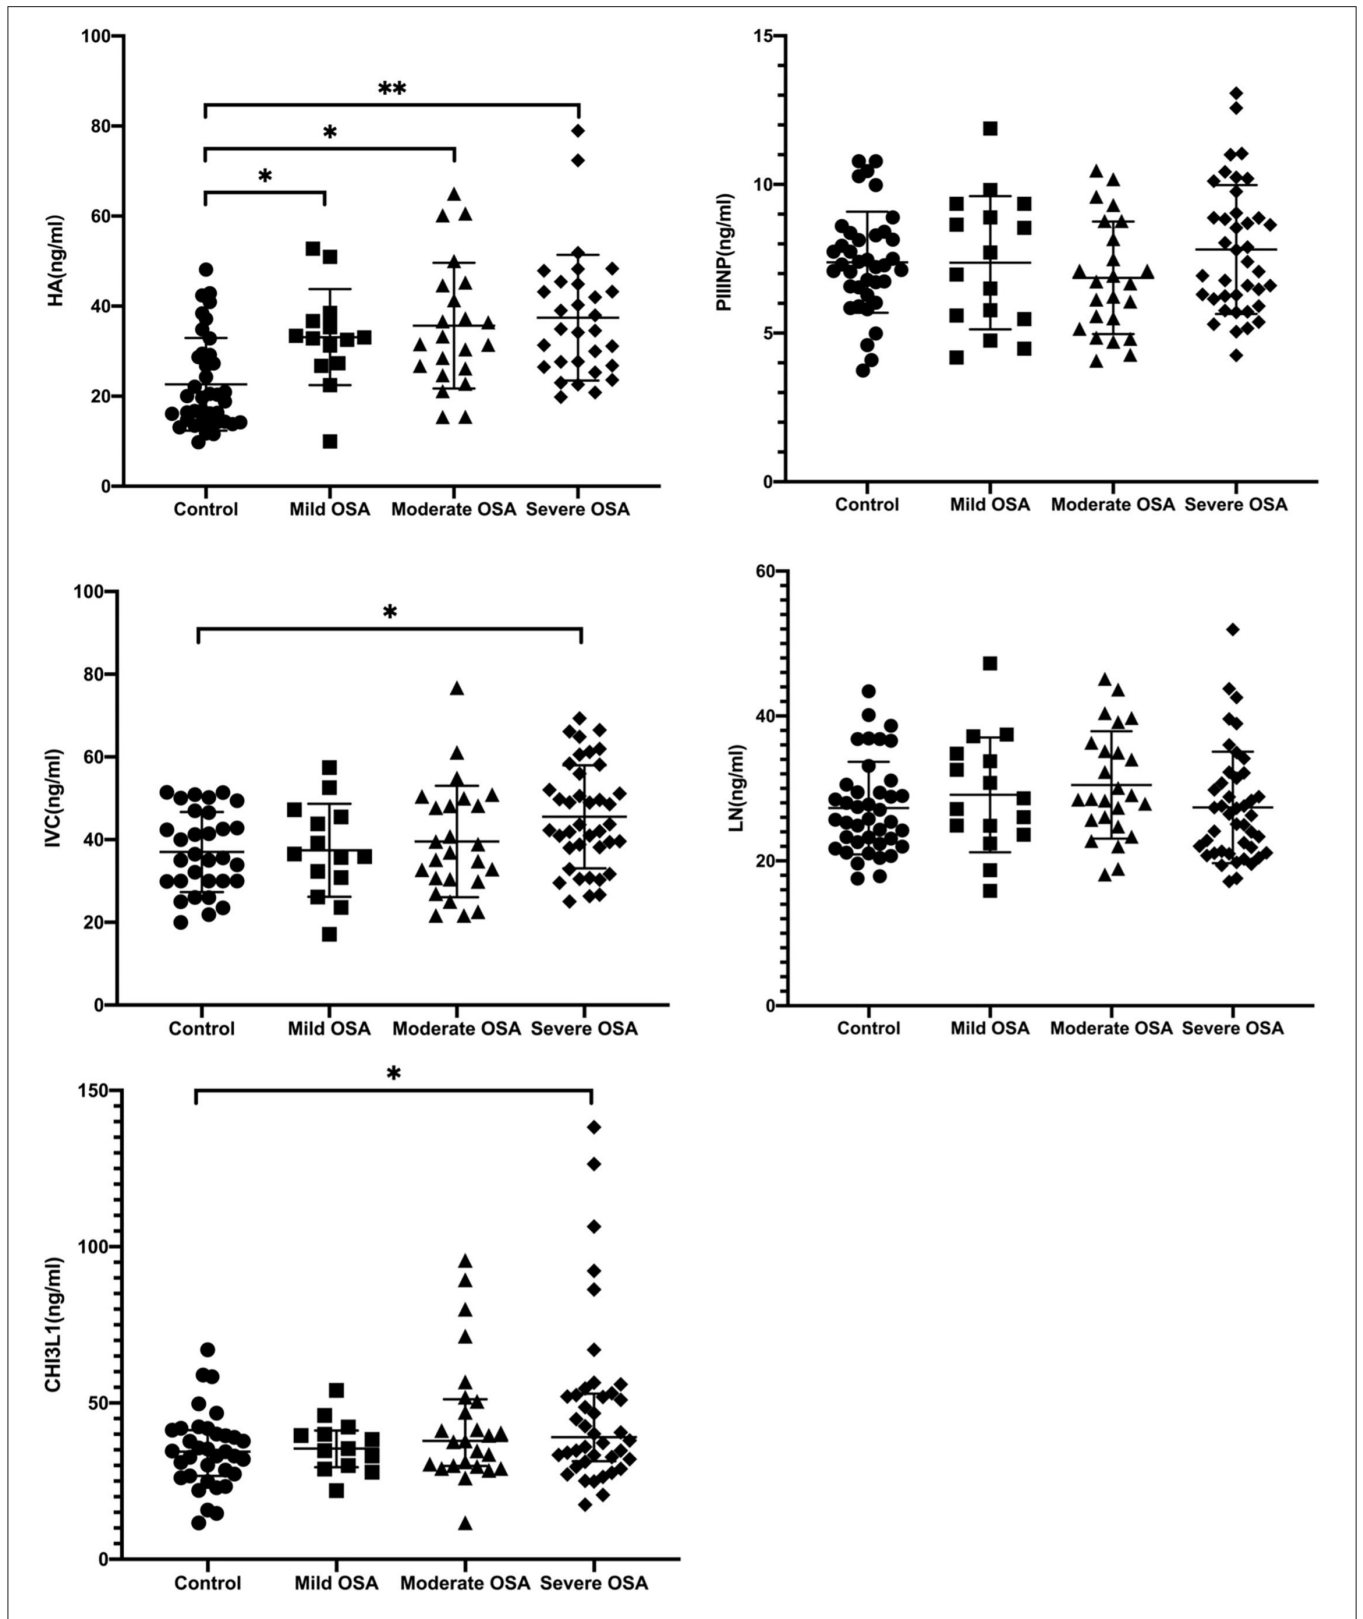 100
80
60
40
20
0
HA(ng/ml)
**
*
*
Control Mild OSA Moderate OSA Severe OSA
15
10
5
0
PIIINP(ng/ml)
Control Mild OSA Moderate OSA Severe OSA
100
80
60
40
20
0
IVC(ng/ml)
*
Control Mild OSA Moderate OSA Severe OSA
60
40
20
0
LN(ng/ml)
Control Mild OSA Moderate OSA Severe OSA
150
100
50
0
CHI3L1(ng/ml)
*
Control Mild OSA Moderate OSA Severe OSA